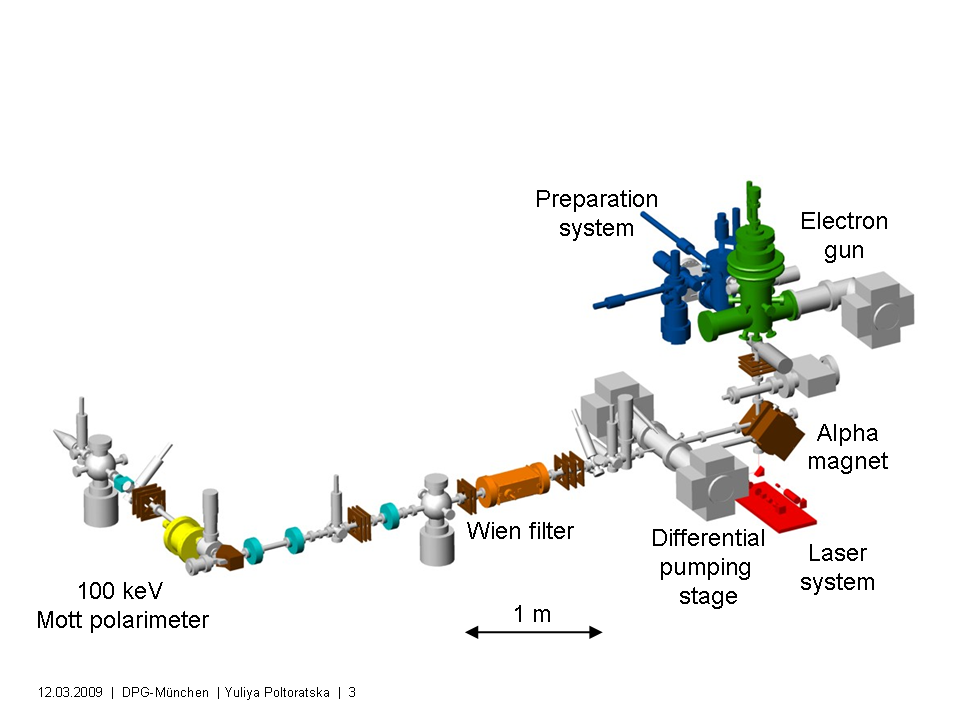 Preparation
system
Electron
gun
Alpha
magnet
Wien filter
Differential
pumping
stage
Laser
system
100 keV
Mott polarimeter
1 m
12.03.2009 | DPG-München | Yuliya Poltoratska | 3